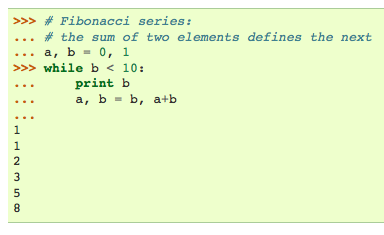 >>> # Fibonacci series:
... # the sum of two elements defines the next
... a, b = 0, 1
>>> while b < 10:
...     print b
...     a, b = b, a+b
...
1
1
2
3
5
8